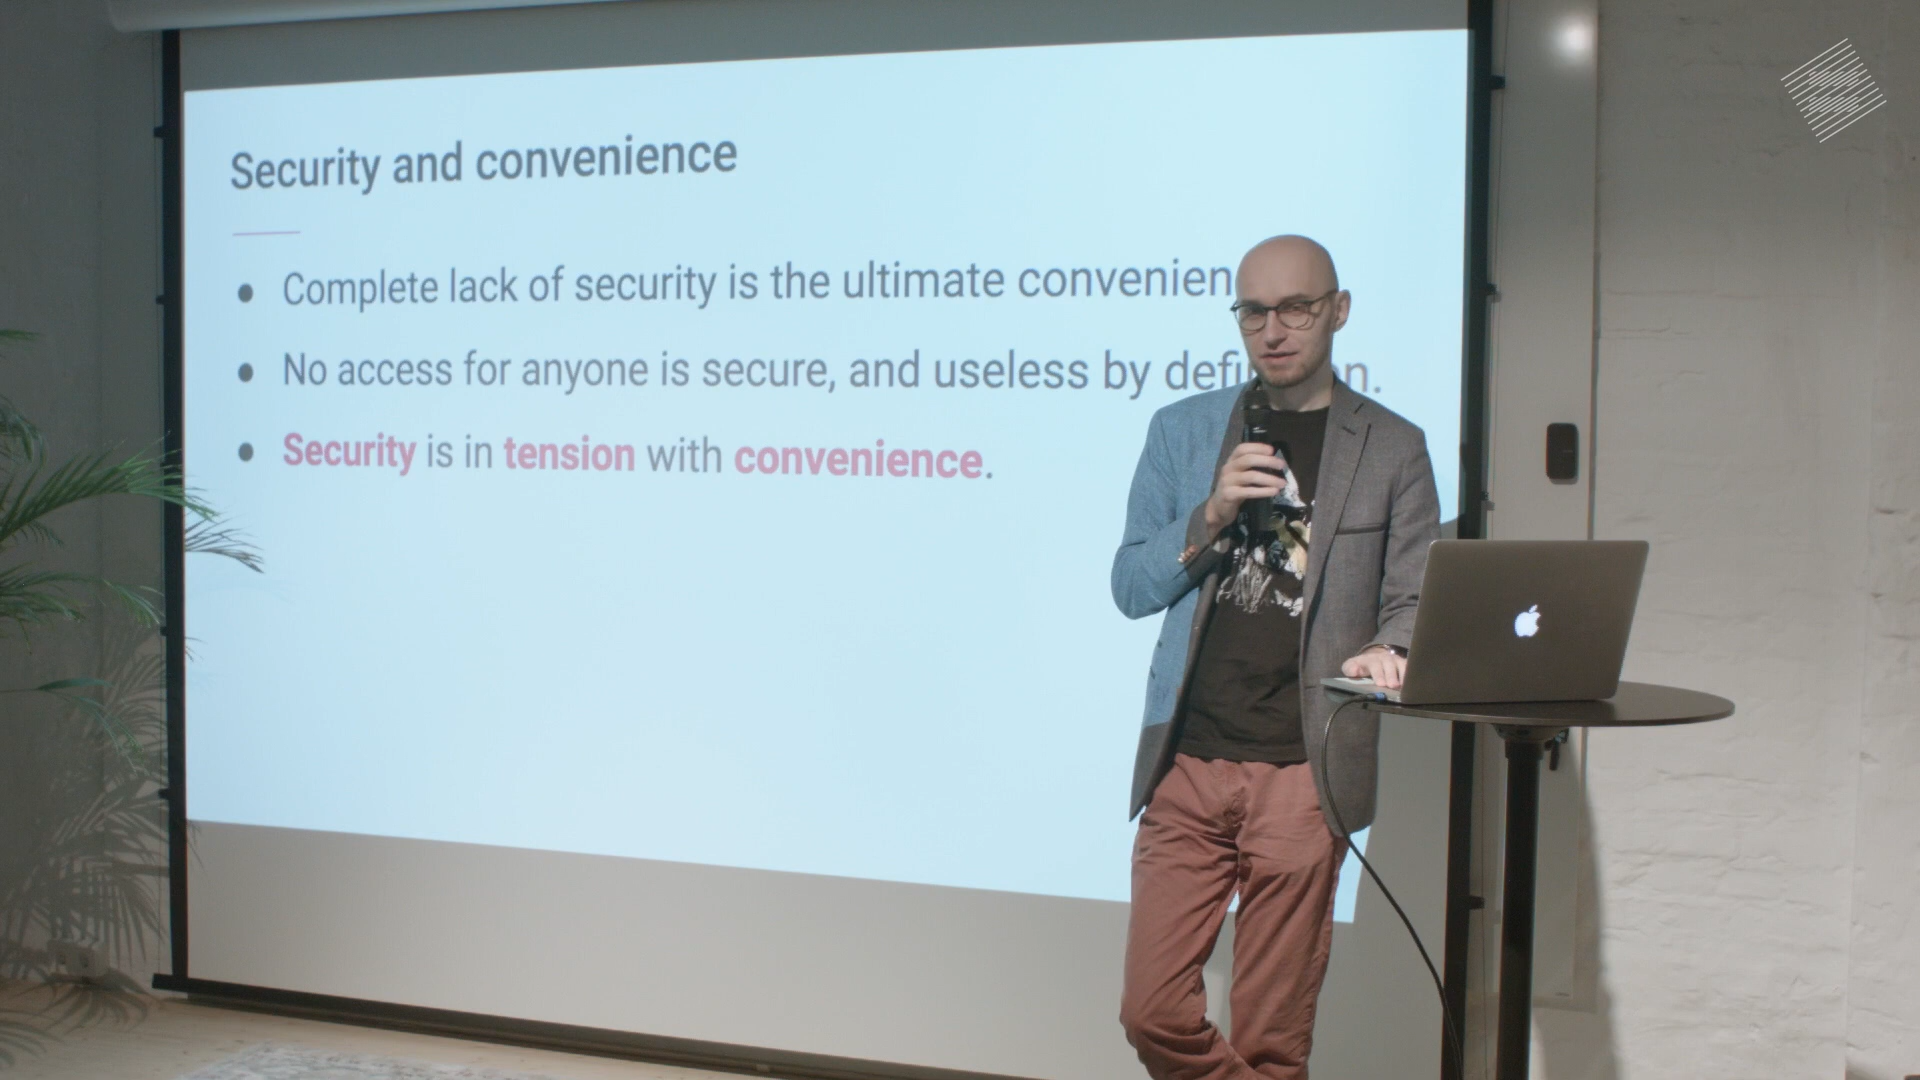 Security and convenience
Complete lack of security is the ultimate convenien
No access for anyone is secure, and useless by defi on.
Security is in tension with convenience.